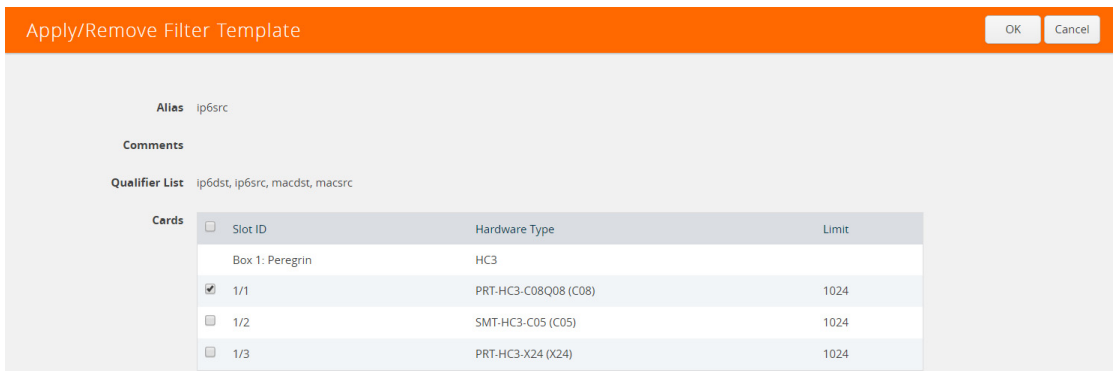 Apply/Remove Filter Template OK Cancel
Alias ip6src
Comments
Qualifier List ip6dst, ip6src, macdst, macsrc
Cards Slot ID Hardware Type Limit
Box 1: Peregrin HC3
1/1 PRT-HC3-C08Q08 (C08) 1024
1/2 SMT-HC3-C05 (C05) 1024
1/3 PRT-HC3-X24 (X24) 1024